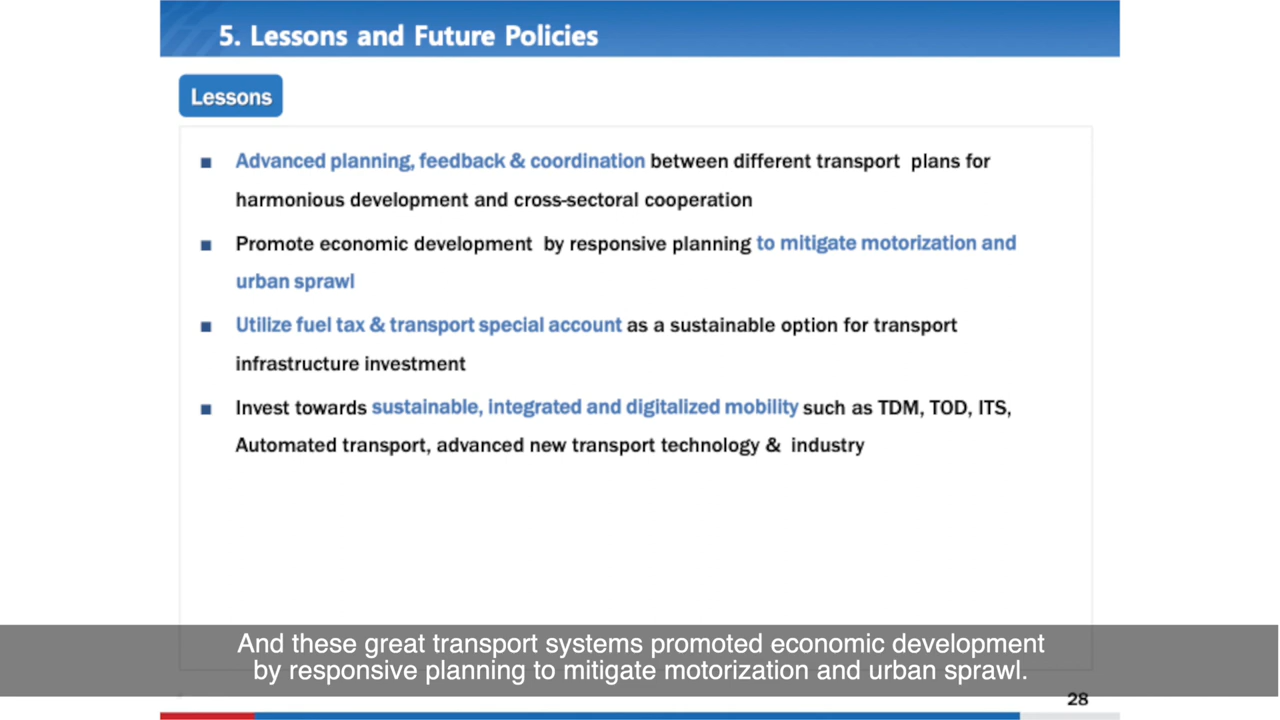 5. Lessons and Future Policies
Lessons
■ Advanced planning, feedback & coordination between different transport plans for
harmonious development and cross-sectoral cooperation
■ Promote economic development by responsive planning to mitigate motorization and
urban sprawl
■ Utilize fuel tax & transport special account as a sustainable option for transport
infrastructure investment
■ Invest towards sustainable, integrated and digitalized mobility such as TDM, TOD, ITS,
Automated transport, advanced new transport technology & industry
And these great transport systems promoted economic development
by responsive planning to mitigate motorization and urban sprawl.
28